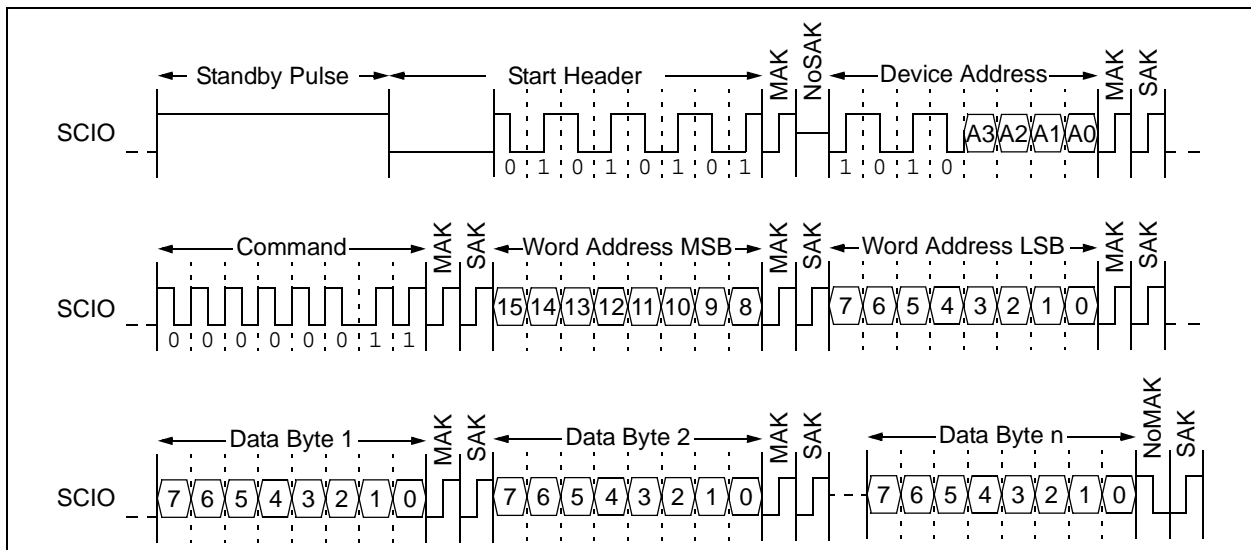 Standby Pulse Start Header MAK NoSAK Device Address MAK SAK
SCIO A3 A2 A1 A0
0 1 0 1 0 1 0 1 1 0 1 0
Command MAK SAK Word Address MSB MAK SAK Word Address LSB MAK SAK
SCIO 15 14 13 12 11 10 9 8 7 6 5 4 3 2 1 0
0 0 0 0 0 0 1 1
Data Byte 1 MAK SAK Data Byte 2 MAK SAK Data Byte n NoMAK SAK
SCIO 7 6 5 4 3 2 1 0 7 6 5 4 3 2 1 0 7 6 5 4 3 2 1 0